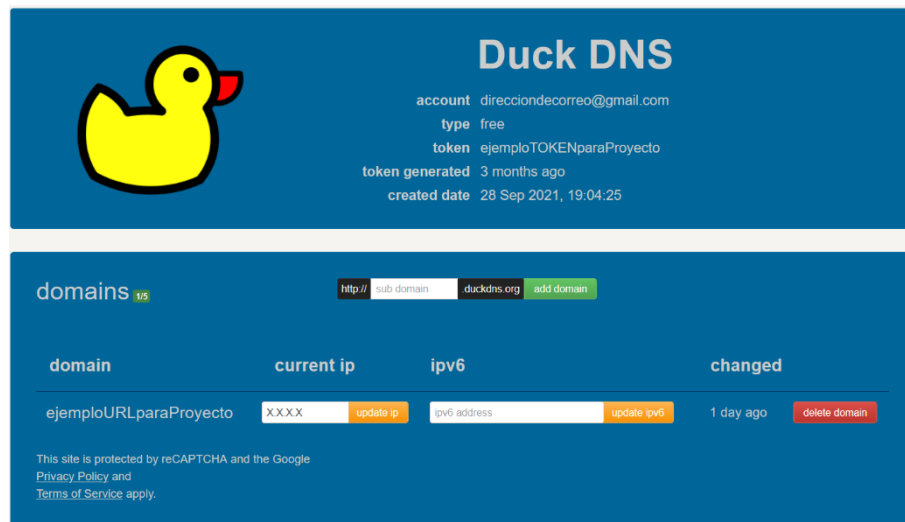 Duck DNS
account direcciondecorreo@gmail.com
type free
token ejemploTOKENparaProyecto
token generated 3 months ago
created date 28 Sep 2021, 19:04:25
domains 1/5
http:// sub domain .duckdns.org add domain
domain current ip ipv6 changed
ejemploURLparaProyecto X.X.X.X update ip ipv6 address update ipv6 1 day ago delete domain
This site is protected by reCAPTCHA and the Google
Privacy Policy and
Terms of Service apply.